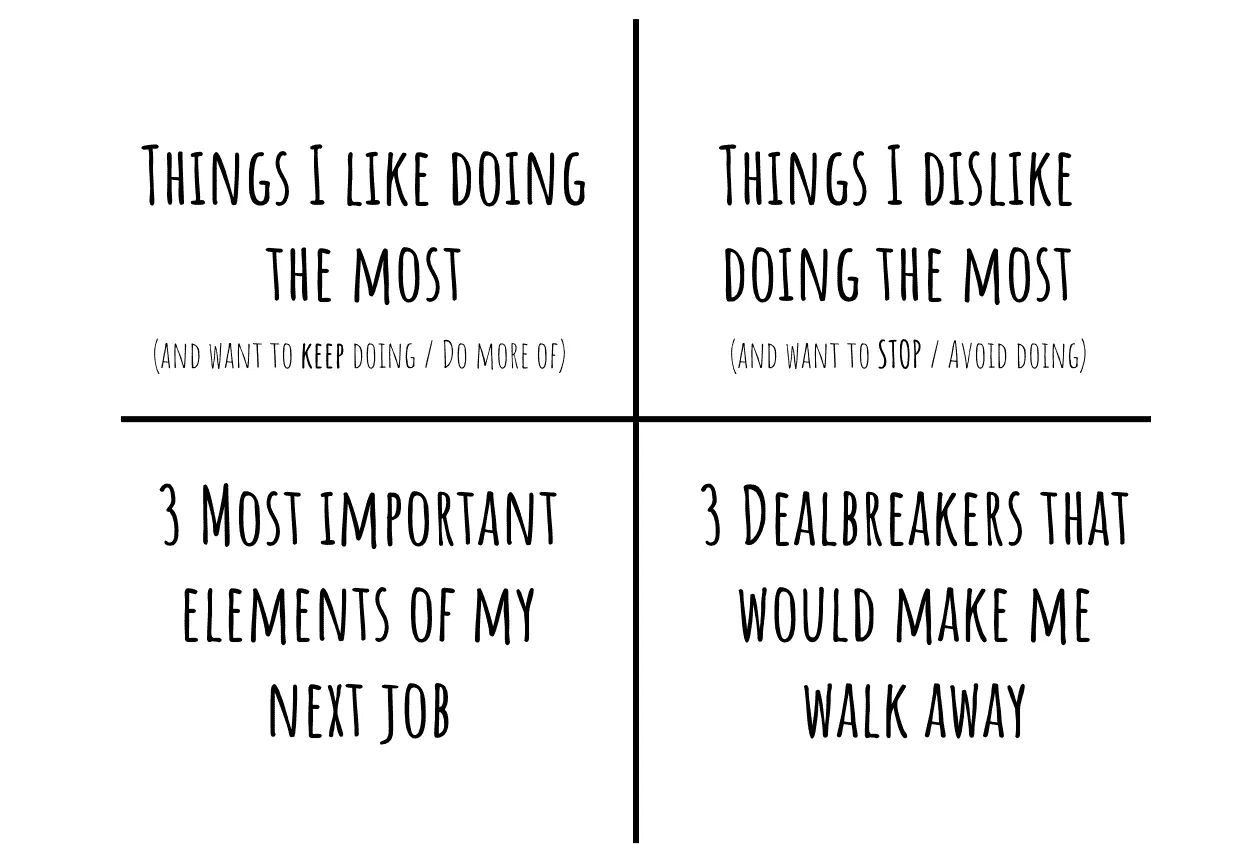 Things I like doing
the most
(and want to keep doing / Do more of)
Things I dislike
doing the most
(and want to STOP / Avoid doing)
3 Most important
elements of my
next job
3 Dealbreakers that
would make me
walk away